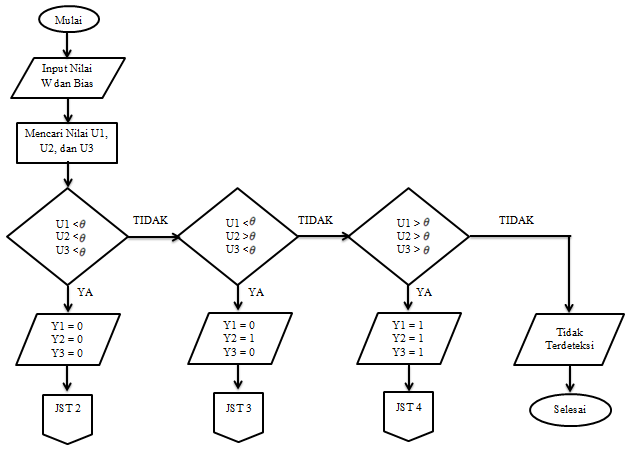 Mulai
Input Nilai
W dan Bias
Mencari Nilai U1,
U2, dan U3
U1 <θ
U2 <θ
U3 <θ
TIDAK
U1 <θ
U2 >θ
U3 <θ
TIDAK
U1 > θ
U2 > θ
U3 > θ
TIDAK
YA
YA
YA
Y1 = 0
Y2 = 0
Y3 = 0
Y1 = 0
Y2 = 1
Y3 = 0
Y1 = 1
Y2 = 1
Y3 = 1
Tidak
Terdeteksi
JST 2
JST 3
JST 4
Selesai